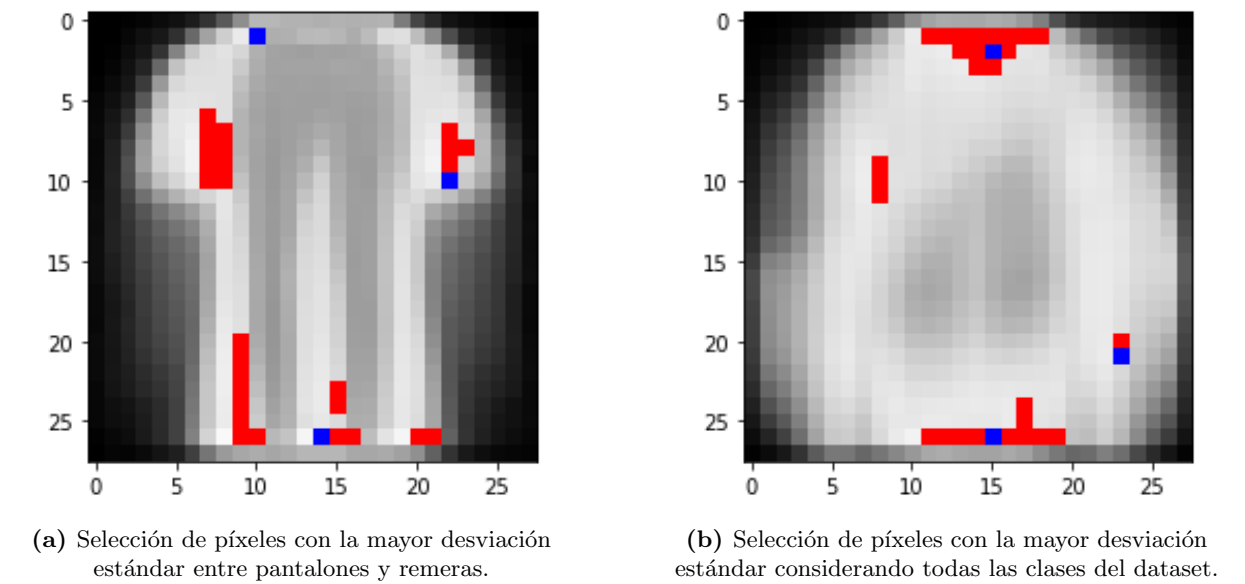 0
5
10
15
20
25
0 5 10 15 20 25
(a) Selección de píxeles con la mayor desviación
estándar entre pantalones y remeras.
0
5
10
15
20
25
0 5 10 15 20 25
(b) Selección de píxeles con la mayor desviación
estándar considerando todas las clases del dataset.